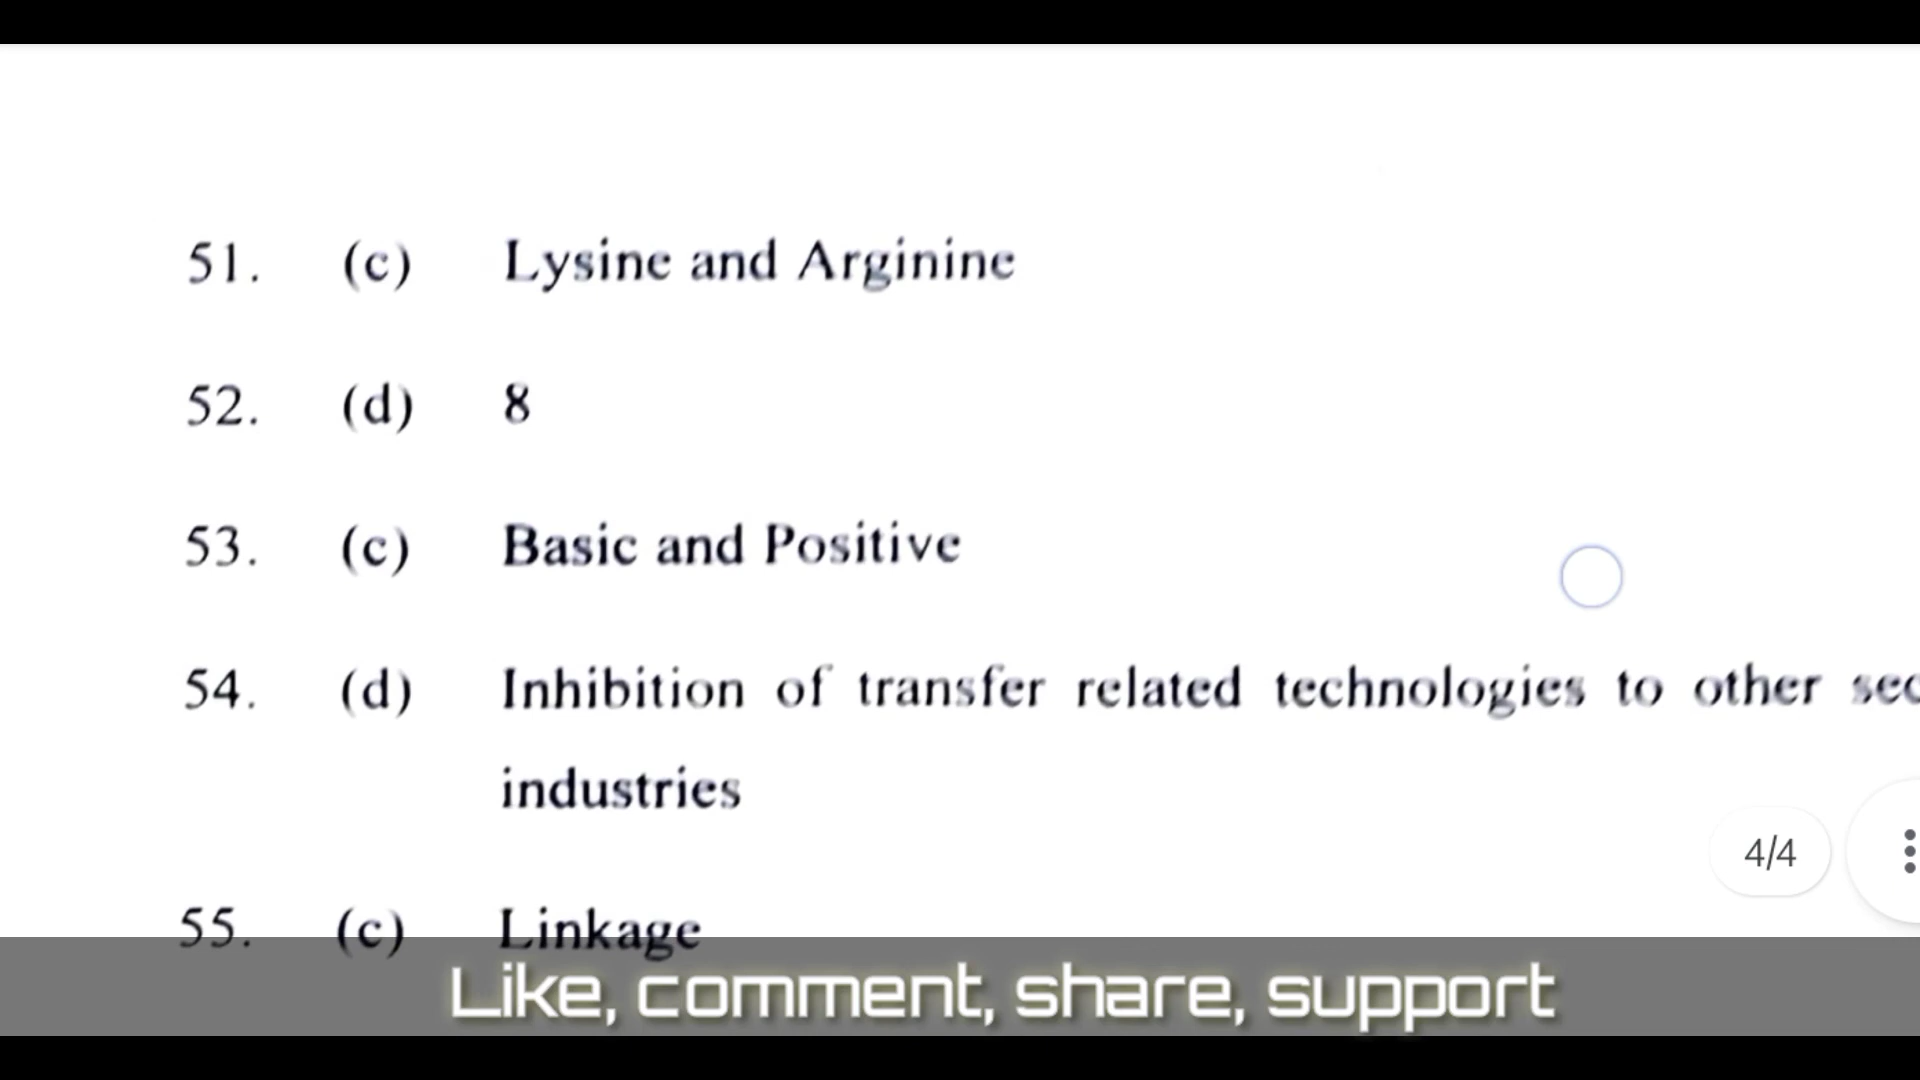 51. (c) Lysine and Arginine
52. (d) 8
53. (c) Basic and Positive
54. (d) Inhibition of transfer related technologies to other
industries
4/4
55. (c) Linkage
Like, comment, share, support